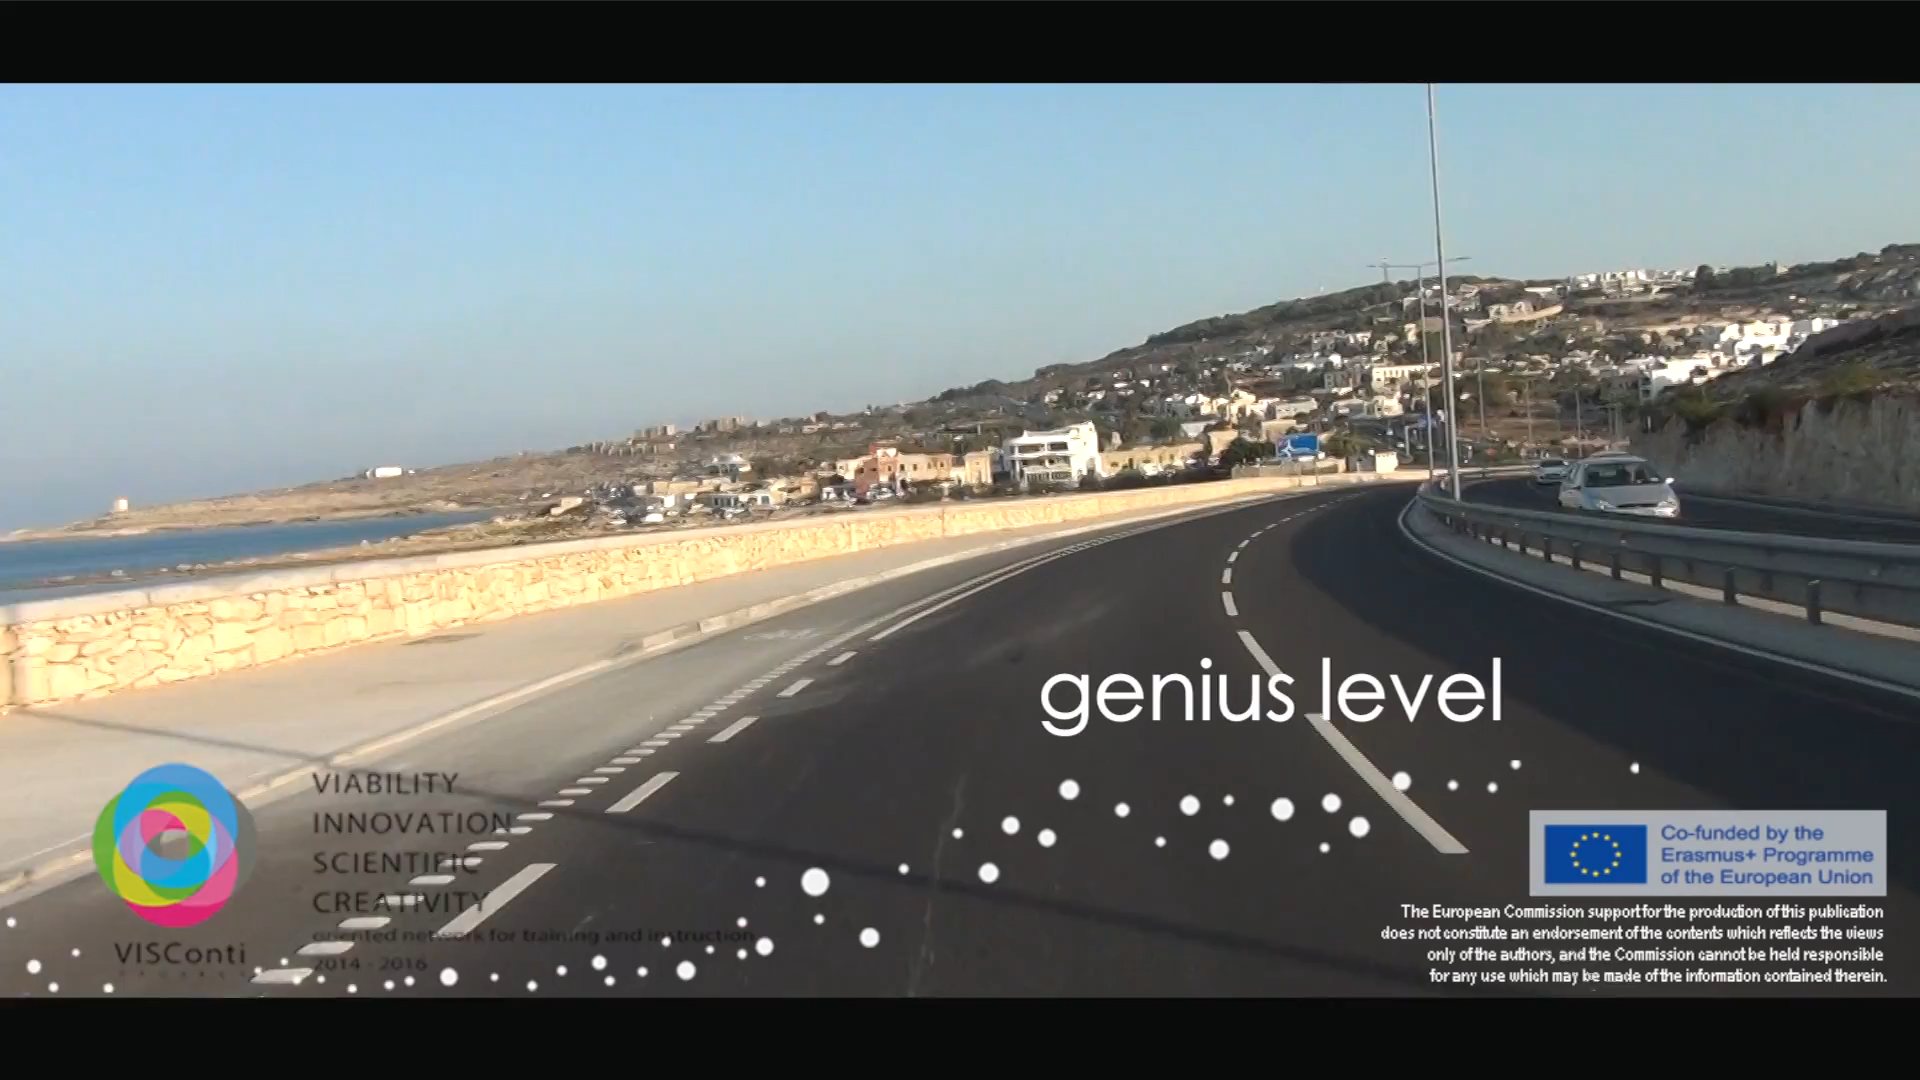 genius level
VIABILITY
INNOVATION
SCIENTIFIC
CREATIVITY
oriented network for training and instruction
2014 - 2016
VISConti
Co-funded by the
Erasmus+ Programme
of the European Union
The European Commission support for the production of this publication
does not constitute an endorsement of the contents which reflects the views
only of the authors, and the Commission cannot be held responsible
for any use which may be made of the information contained therein.